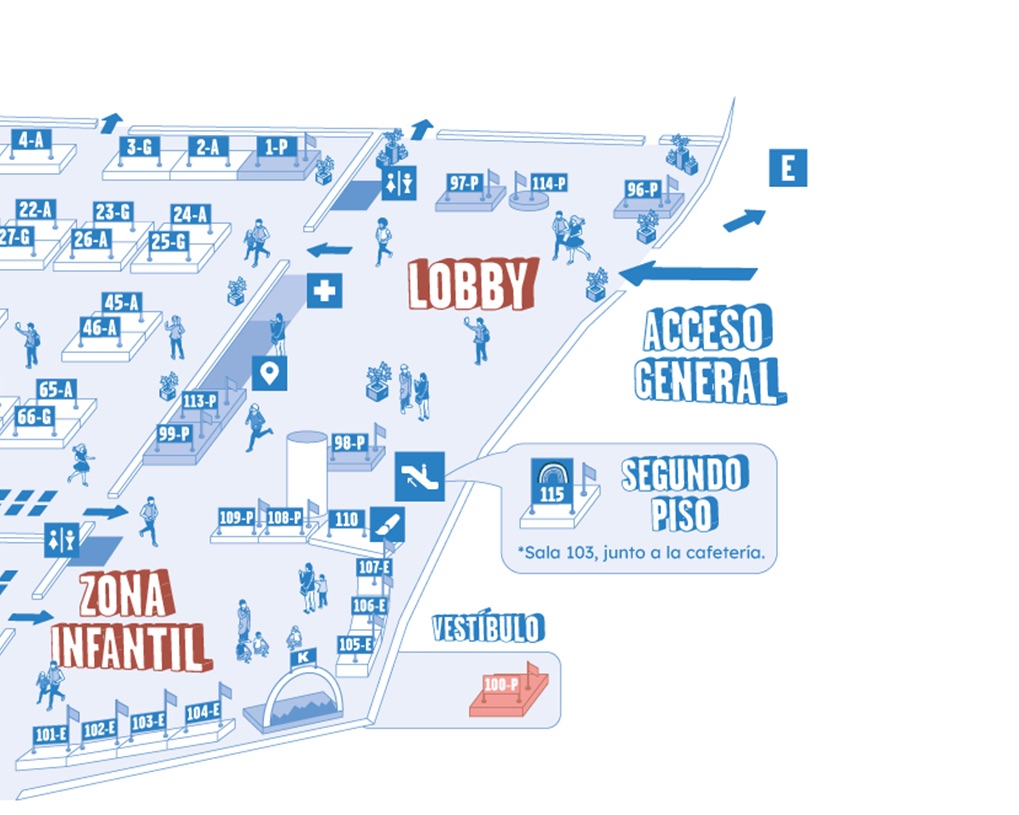 4-A
3-G
2-A
1-P
97-P
114-P
96-P
E
22-A
23-G
24-A
27-G
26-A
25-G
LOBBY
45-A
46-A
ACCESO
GENERAL
65-A
66-G
113-P
99-P
98-P
115
SEGUNDO
PISO
*Sala 103, junto a la cafetería.
109-P
108-P
110
107-E
106-E
105-E
ZONA
INFANTIL
VESTÍBULO
K
100-P
101-E
102-E
103-E
104-E